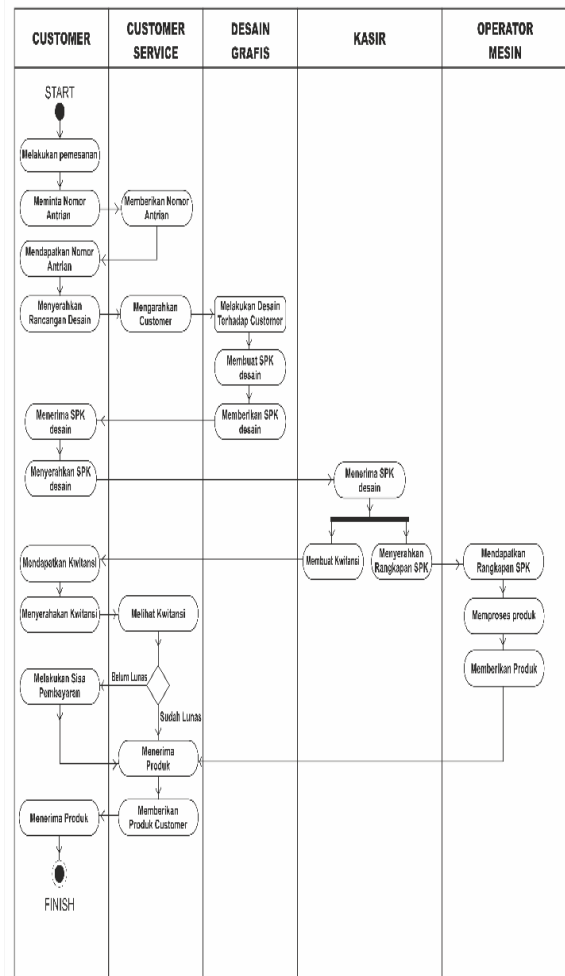 CUSTOMER
CUSTOMER
SERVICE
DESAIN
GRAFIS
KASIR
OPERATOR
MESIN
START
Melakukan pemesanan
Meminta Nomor
Antrian
Memberikan Nomor
Antrian
Mendapatkan Nomor
Antrian
Menyerahkan
Rancangan Desain
Mengarahkan
Customer
Melakukan Desain
Terhadap Customer
Membuat SPK
desain
Memberikan SPK
desain
Menerima SPK
desain
Menyerahkan SPK
desain
Menerima SPK
desain
Membuat Kwitansi
Menyerahkan
Rangkapan SPK
Mendapatkan
Rangkapan SPK
Mendapatkan Kwitansi
Menyerahakan Kwitansi
Melihat Kwitansi
Memproses produk
Memberikan Produk
Melakukan Sisa
Pembayaran
Belum Lunas
Sudah Lunas
Menerima
Produk
Memberikan
Produk Customer
Menerima Produk
FINISH